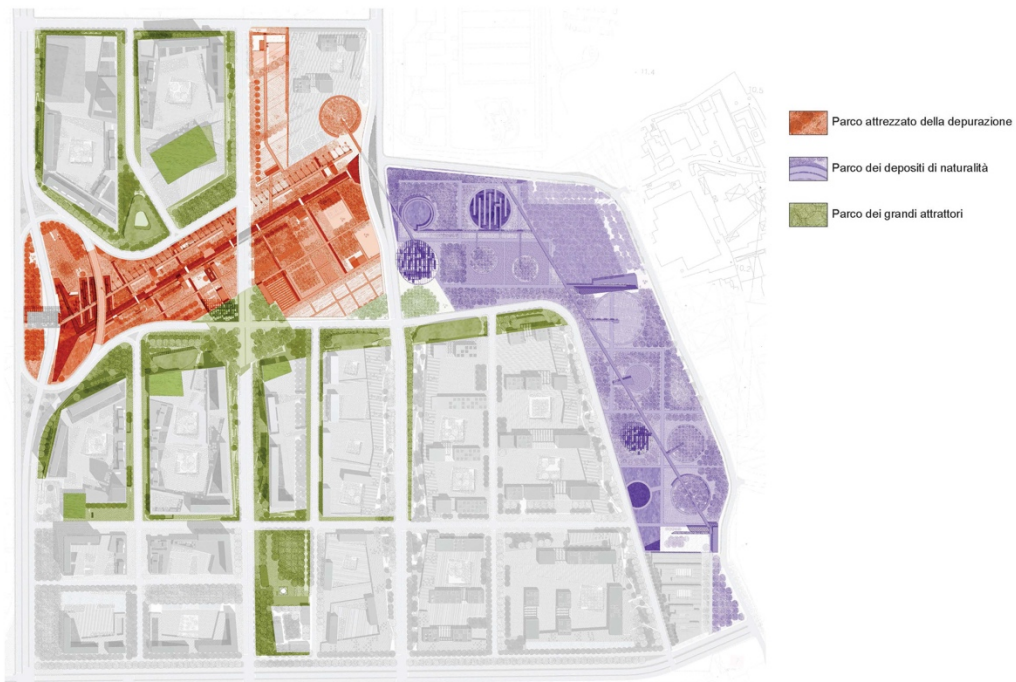 Parco attrezzato della depurazione
Parco dei depositi di naturalità
Parco dei grandi attrattori